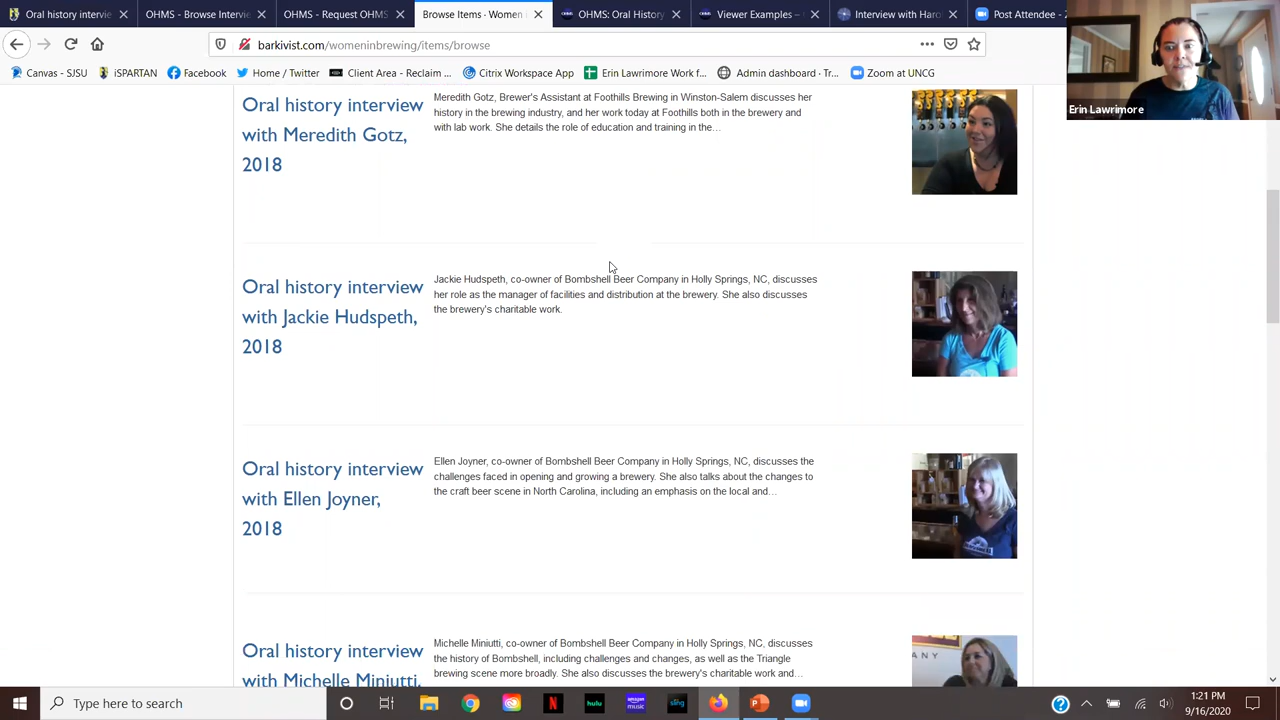 Oral history intervi
OHMS - Browse Intervie
OHMS - Request OHMS
Browse Items · Women i
OHMS: Oral History
Viewer Examples –
Interview with Haro
Post Attendee - Z
barkivist.com/womeninbrewing/items/browse
Canvas - SJSU
iSPARTAN
Facebook
Home / Twitter
Client Area - Reclaim ...
Citrix Workspace App
Erin Lawrimore Work f...
Admin dashboard · Tr...
Zoom at UNCG
Erin Lawrimore
Oral history interview
with Meredith Gotz,
2018
Meredith Gotz, Brewer's Assistant at Foothills Brewing in Winston-Salem discusses her
history in the brewing industry, and her work today at Foothills both in the brewery and
with lab work. She details the role of education and training in the…
Oral history interview
with Jackie Hudspeth,
2018
Jackie Hudspeth, co-owner of Bombshell Beer Company in Holly Springs, NC, discusses
her role as the manager of facilities and distribution at the brewery. She also discusses
the brewery's charitable work.
Oral history interview
with Ellen Joyner,
2018
Ellen Joyner, co-owner of Bombshell Beer Company in Holly Springs, NC, discusses the
challenges faced in opening and growing a brewery. She also talks about the changes to
the craft beer scene in North Carolina, including an emphasis on the local and…
Oral history interview
with Michelle Miniutti,
Michelle Miniutti, co-owner of Bombshell Beer Company in Holly Springs, NC, discusses
the history of Bombshell, including challenges and changes, as well as the Triangle
brewing scene more broadly. She also discusses the brewery's charitable work and…
ANY
Type here to search
hulu
amazon
music
sling
1:21 PM
9/16/2020